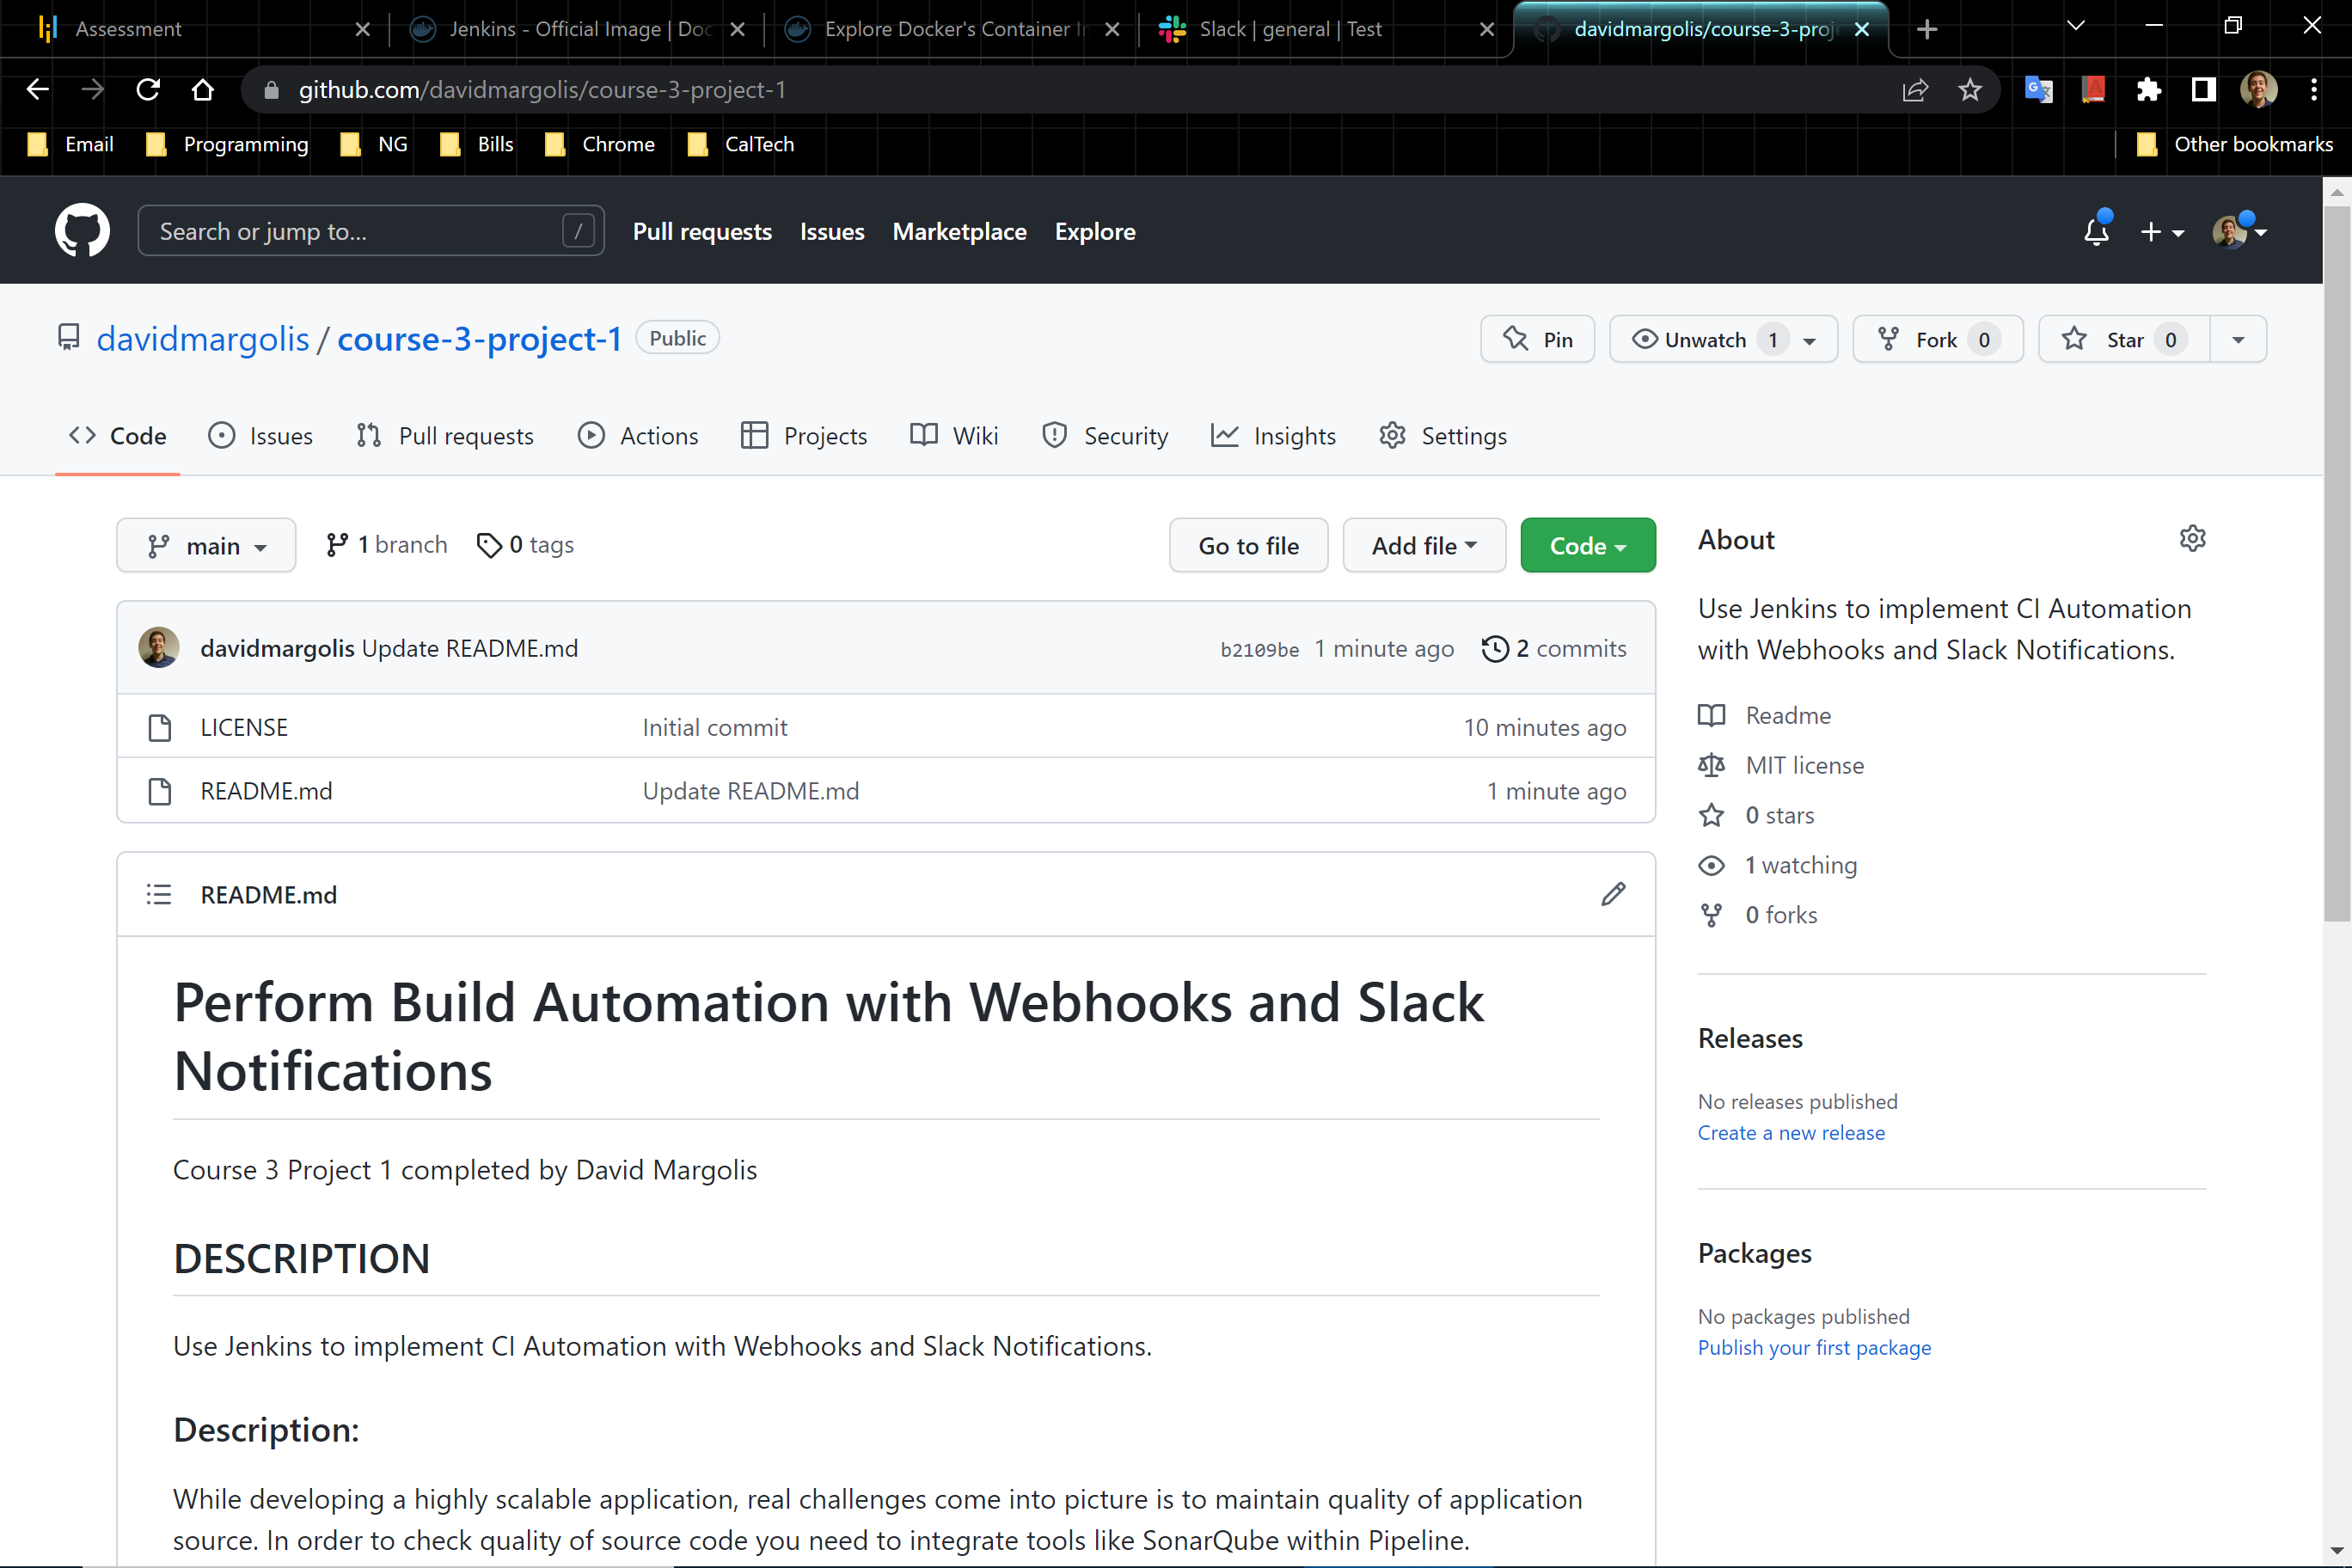 Assessment
Jenkins - Official Image | Doc
Explore Docker's Container In
Slack | general | Test
davidmargolis/course-3-proj
github.com/davidmargolis/course-3-project-1
Email
Programming
NG
Bills
Chrome
CalTech
Other bookmarks
Search or jump to...
/
Pull requests
Issues
Marketplace
Explore
davidmargolis / course-3-project-1
Public
Pin
Unwatch 1
Fork 0
Star 0
Code
Issues
Pull requests
Actions
Projects
Wiki
Security
Insights
Settings
main
1 branch
0 tags
Go to file
Add file
Code
davidmargolis Update README.md
b2109be 1 minute ago
2 commits
LICENSE Initial commit 10 minutes ago
README.md Update README.md 1 minute ago
README.md
Perform Build Automation with Webhooks and Slack
Notifications
Course 3 Project 1 completed by David Margolis
DESCRIPTION
Use Jenkins to implement CI Automation with Webhooks and Slack Notifications.
Description:
While developing a highly scalable application, real challenges come into picture is to maintain quality of application
source. In order to check quality of source code you need to integrate tools like SonarQube within Pipeline.
About
Use Jenkins to implement CI Automation
with Webhooks and Slack Notifications.
Readme
MIT license
0 stars
1 watching
0 forks
Releases
No releases published
Create a new release
Packages
No packages published
Publish your first package